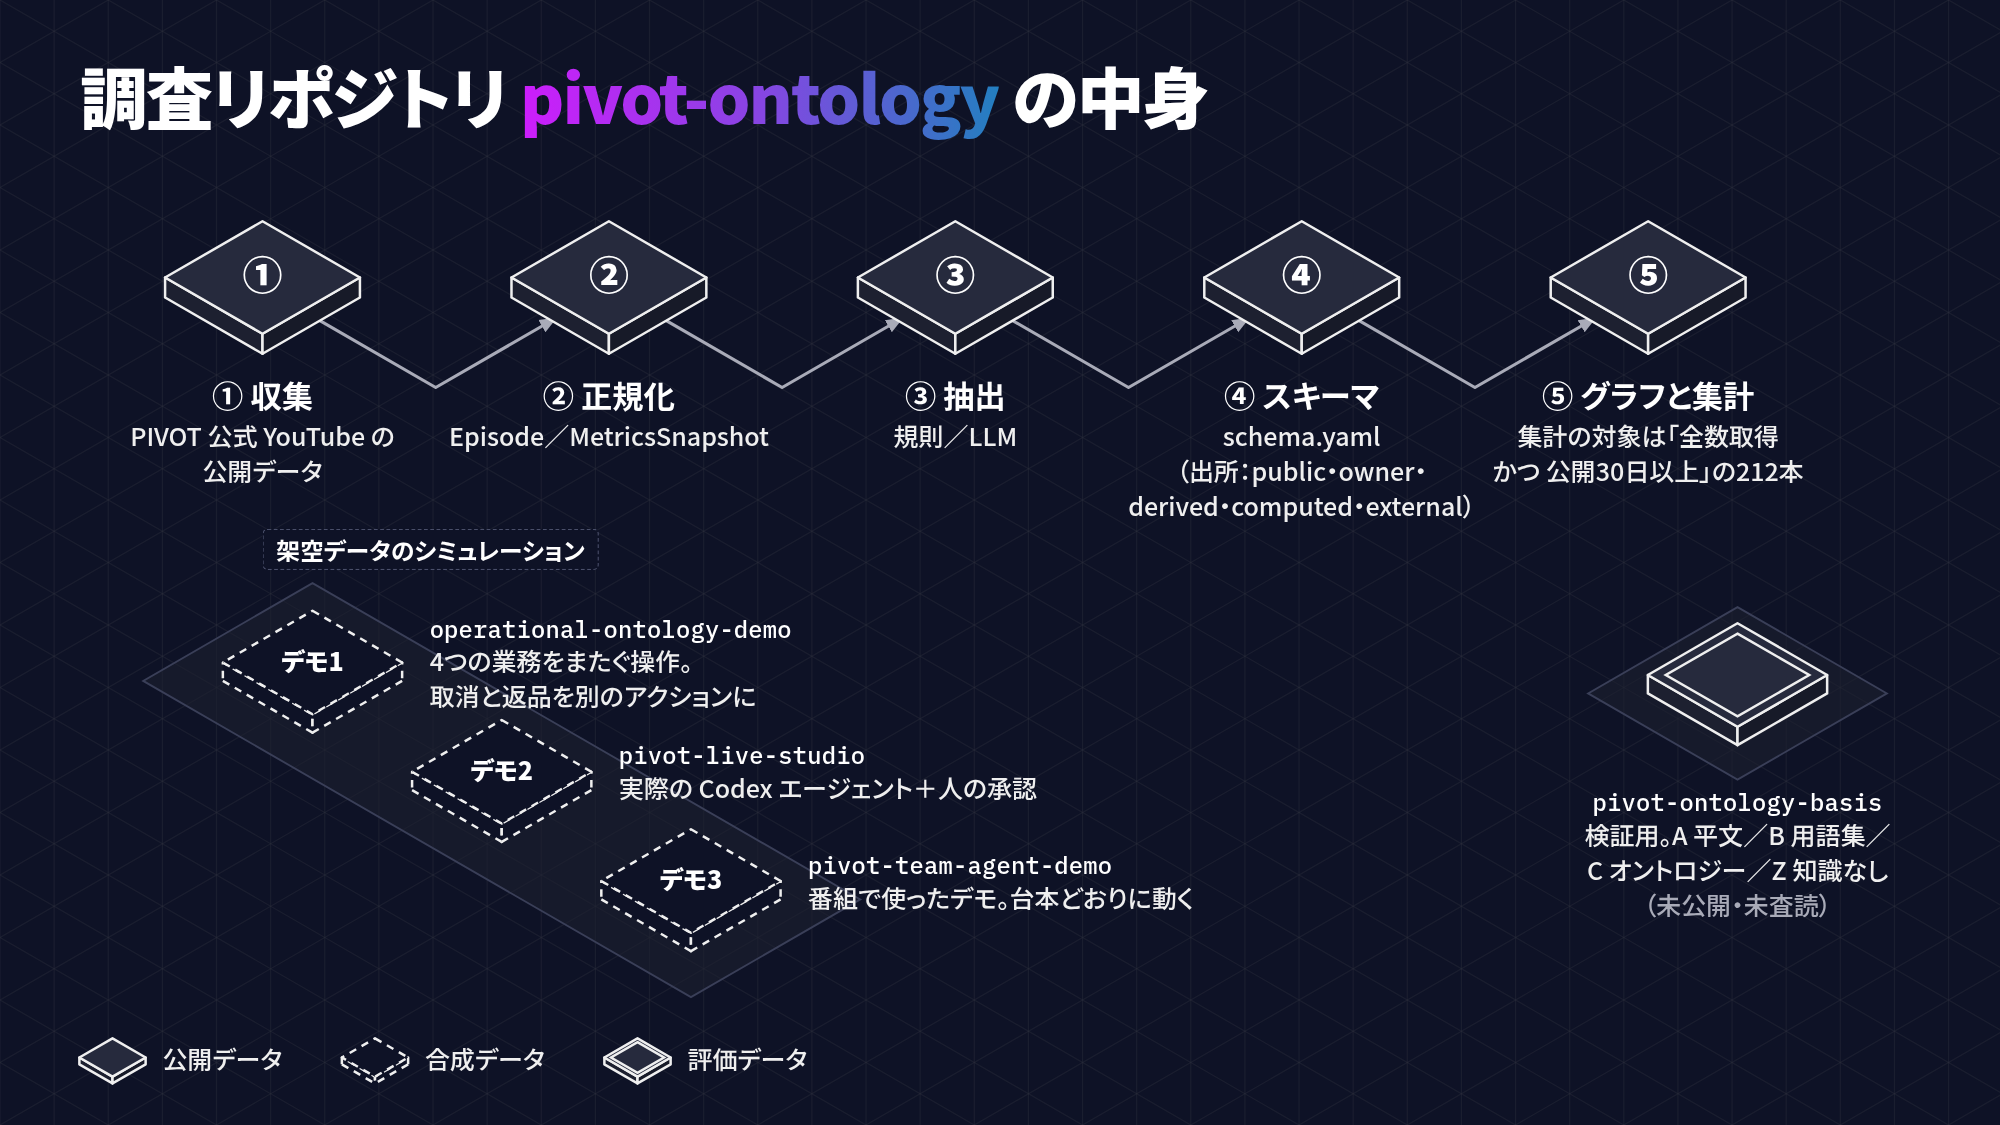 調査リポジトリ pivot-ontology の中身
①
②
③
④
⑤
① 収集
PIVOT 公式 YouTube の
公開データ
② 正規化
Episode／MetricsSnapshot
③ 抽出
規則／LLM
④ スキーマ
schema.yaml
（出所：public・owner・
derived・computed・external）
⑤ グラフと集計
集計の対象は「全数取得
かつ 公開30日以上」の212本
架空データのシミュレーション
デモ1
operational-ontology-demo
4つの業務をまたぐ操作。
取消と返品を別のアクションに
デモ2
pivot-live-studio
実際の Codex エージェント＋人の承認
デモ3
pivot-team-agent-demo
番組で使ったデモ。台本どおりに動く
pivot-ontology-basis
検証用。A 平文／B 用語集／
C オントロジー／Z 知識なし
（未公開・未査読）
公開データ
合成データ
評価データ